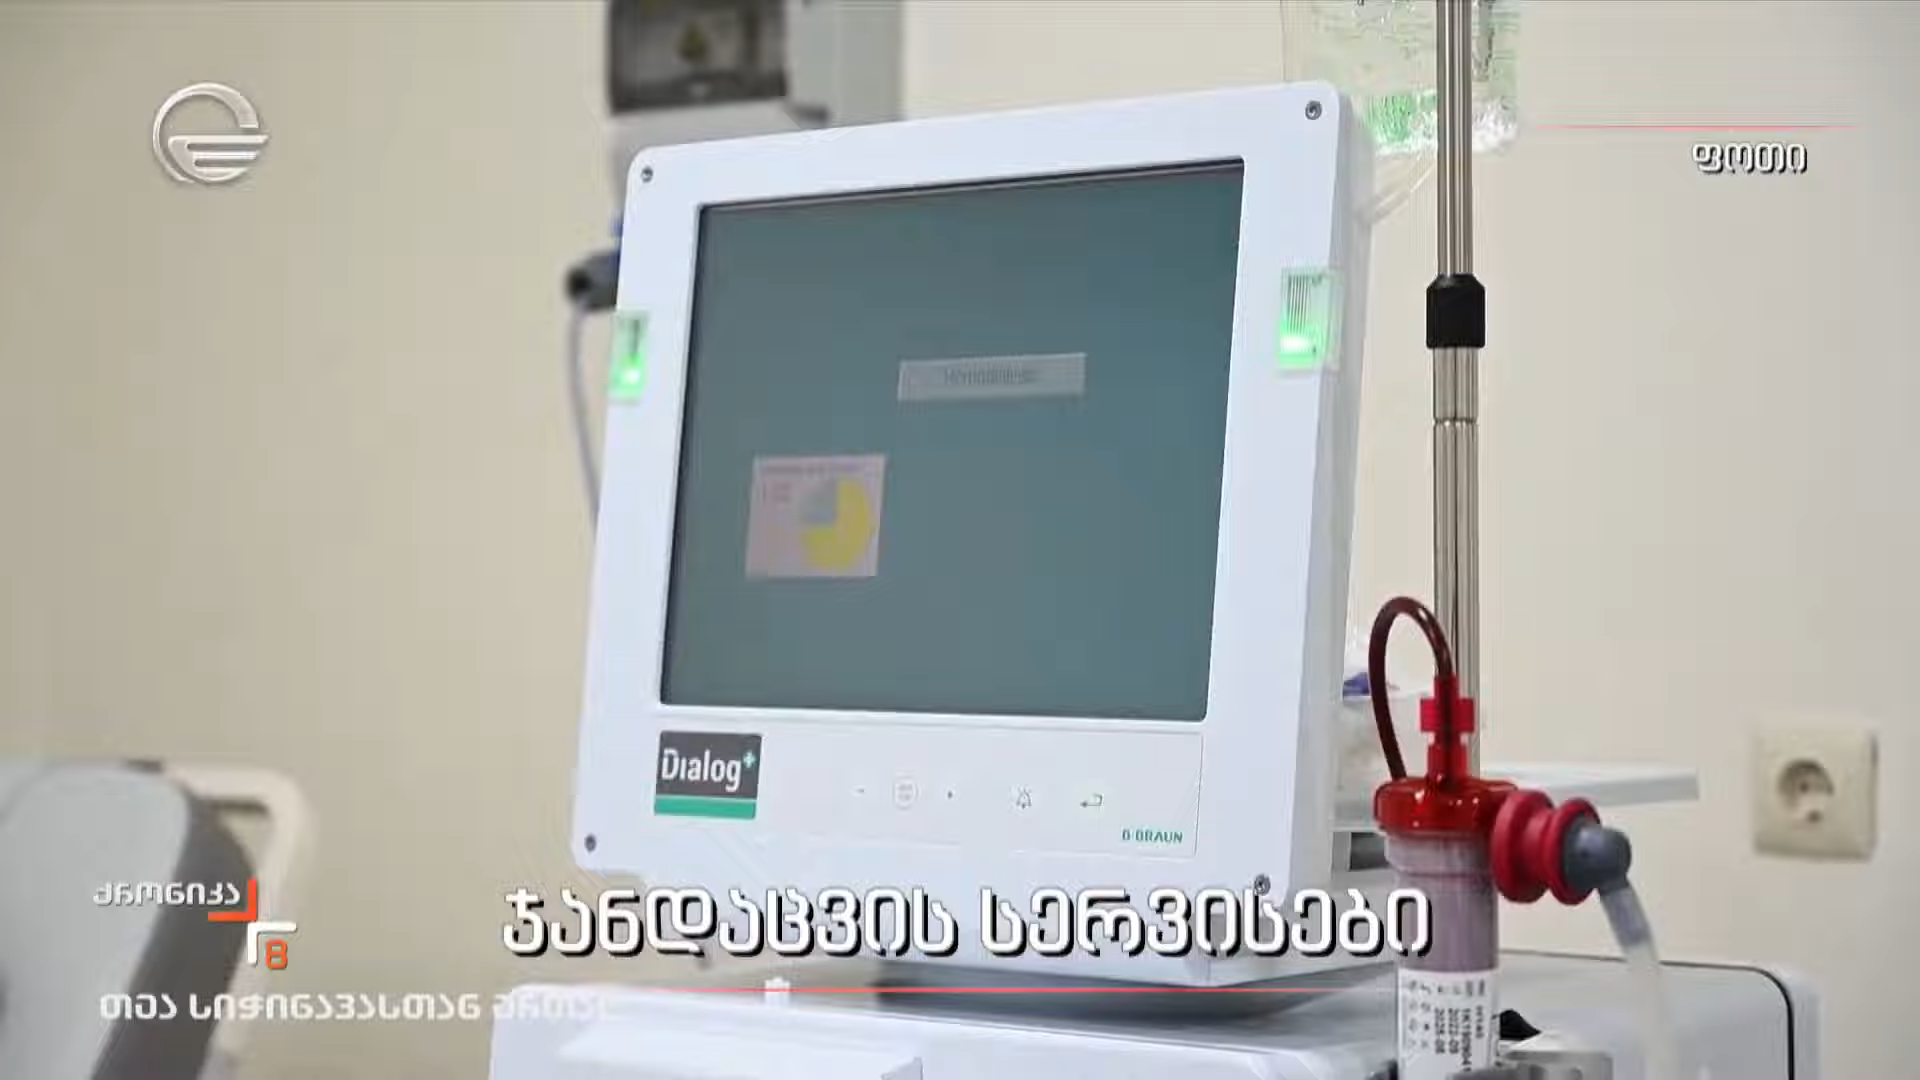 ფოთი
Dialog+
B BRAUN
ქრონიკა
8
ჯანდაცვის სერვისები
თეა სიჭინავასთან ერთად